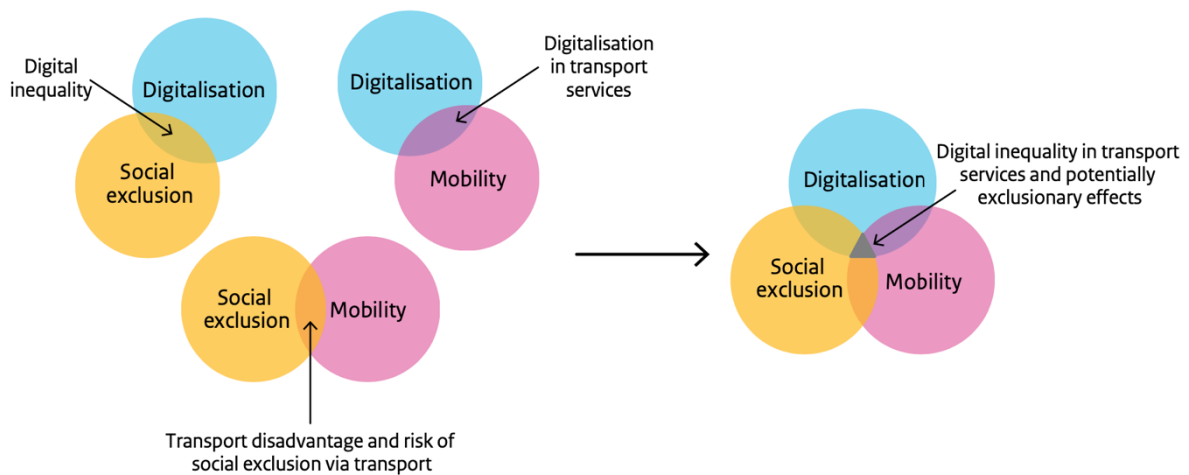 Digital
inequality
Digitalisation
Social
exclusion
Digitalisation
Digitalisation
in transport
services
Mobility
Social
exclusion
Mobility
Transport disadvantage and risk of
social exclusion via transport
Digitalisation
Digital inequality in transport
services and potentially
exclusionary effects
Social
exclusion
Mobility